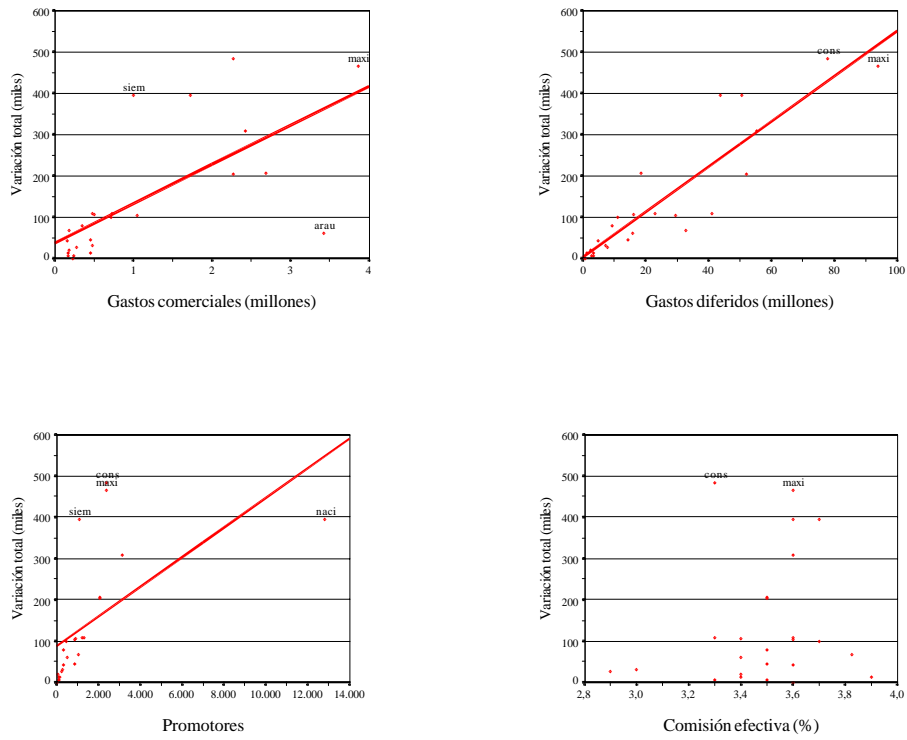 600
500
400
300
200
100
0
Variación total (miles)
maxi
siem
arau
0 1 2 3 4
Gastos comerciales (millones)
600
500
400
300
200
100
0
Variación total (miles)
cons
maxi
0 20 40 60 80 100
Gastos diferidos (millones)
600
500
400
300
200
100
0
Variación total (miles)
cons
maxi
siem
naci
0 2.000 4.000 6.000 8.000 10.000 12.000 14.000
Promotores
600
500
400
300
200
100
0
Variación total (miles)
cons
maxi
2,8 3,0 3,2 3,4 3,6 3,8 4,0
Comisión efectiva (%)